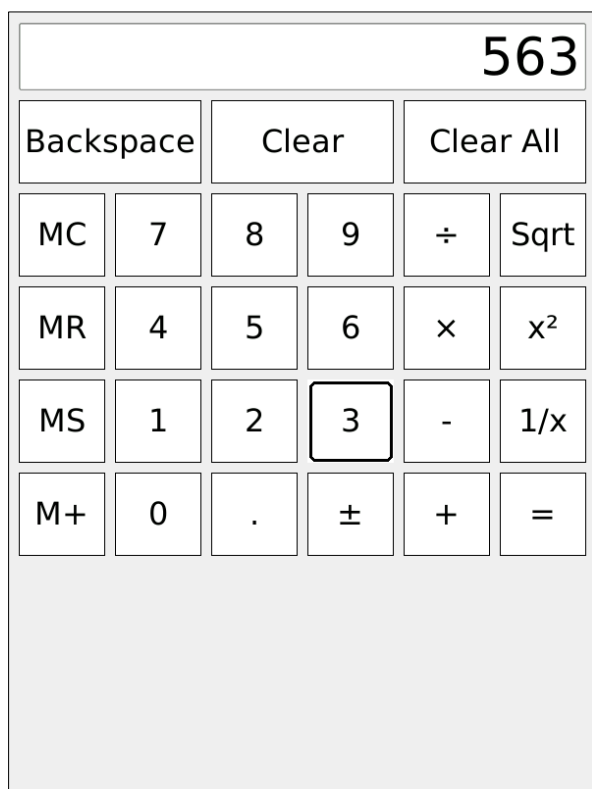 563
Backspace Clear Clear All
MC 7 8 9 ÷ Sqrt
MR 4 5 6 × x²
MS 1 2 3 - 1/x
M+ 0 . ± + =